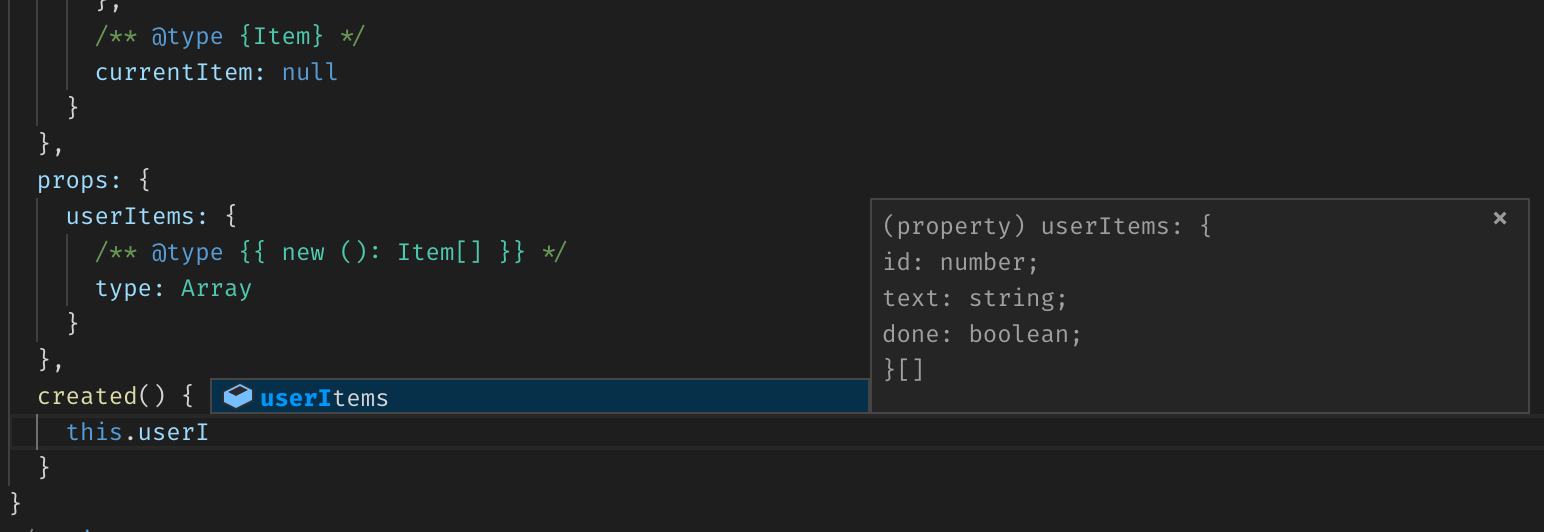 },
/** @type {Item} */
currentItem: null
}
},
props: {
userItems: {
/** @type {{ new (): Item[] }} */
type: Array
}
},
created() {
this.userI
}
}
userItems
(property) userItems: {
id: number;
text: string;
done: boolean;
}[]
×